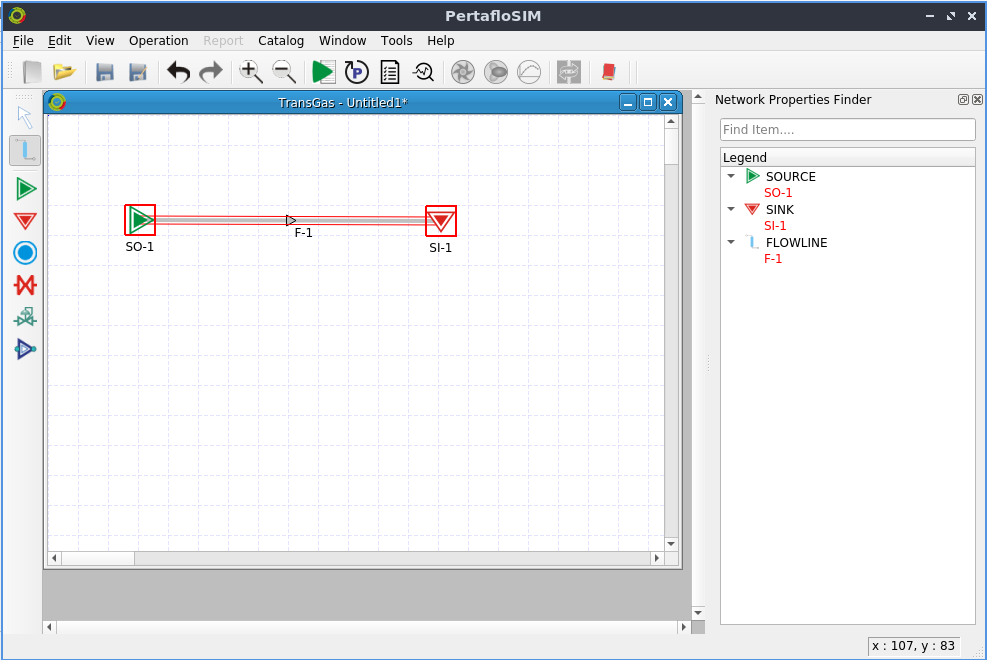 PertafloSIM
File Edit View Operation Report Catalog Window Tools Help
TransGas - Untitled1*
F-1
SO-1
SI-1
Network Properties Finder
Find Item....
Legend
SOURCE
SO-1
SINK
SI-1
FLOWLINE
F-1
x : 107, y : 83